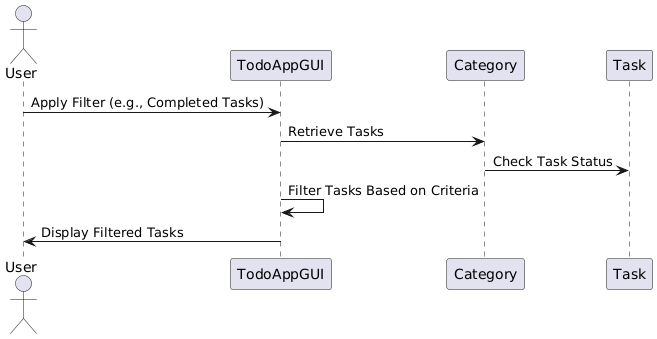 User
TodoAppGUI
Category
Task
Apply Filter (e.g., Completed Tasks)
Retrieve Tasks
Check Task Status
Filter Tasks Based on Criteria
Display Filtered Tasks
User
TodoAppGUI
Category
Task